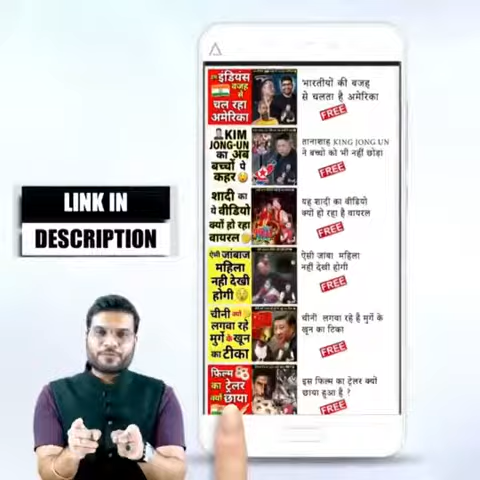 LINK IN
DESCRIPTION
इंडियंस
वजह
से
चल रहा
अमेरिका
भारतीयों की वजह
से चलता है अमेरिका
FREE
KIM
JONG-UN
का अब
बच्चों पे
कहर
तानाशाह KING JONG UN
ने बच्चो को भी नहीं छोड़ा
FREE
शादी का
ये वीडियो
क्यों हो रहा
वायरल
यह शादी का वीडियो
क्यों हो रहा है वायरल
FREE
ऐसी जांबाज
महिला
नही देखी
होगी
ऐसी जाबा महिला
नहीं देखी होगी
FREE
चीनी क्यों
लगवा रहे
मुर्गे के खून
का टीका
चीनी लगवा रहे है मुर्गे के
खून का टिका
FREE
फिल्म
का ट्रेलर
क्यों छाया
इस फिल्म का ट्रेलर क्यों
छाया हुआ है ?
FREE